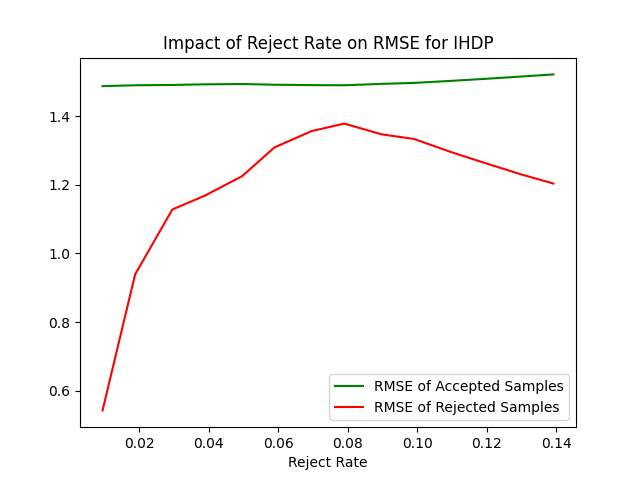 Impact of Reject Rate on RMSE for IHDP
1.4
1.2
1.0
0.8
0.6
RMSE of Accepted Samples
RMSE of Rejected Samples
0.02 0.04 0.06 0.08 0.10 0.12 0.14
Reject Rate